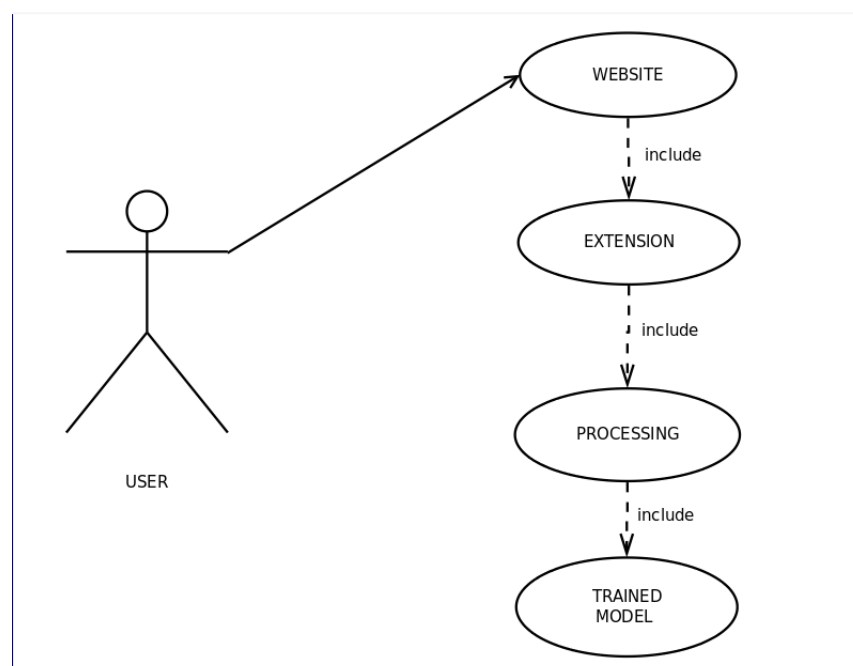 WEBSITE
include
EXTENSION
include
PROCESSING
USER
include
TRAINED
MODEL